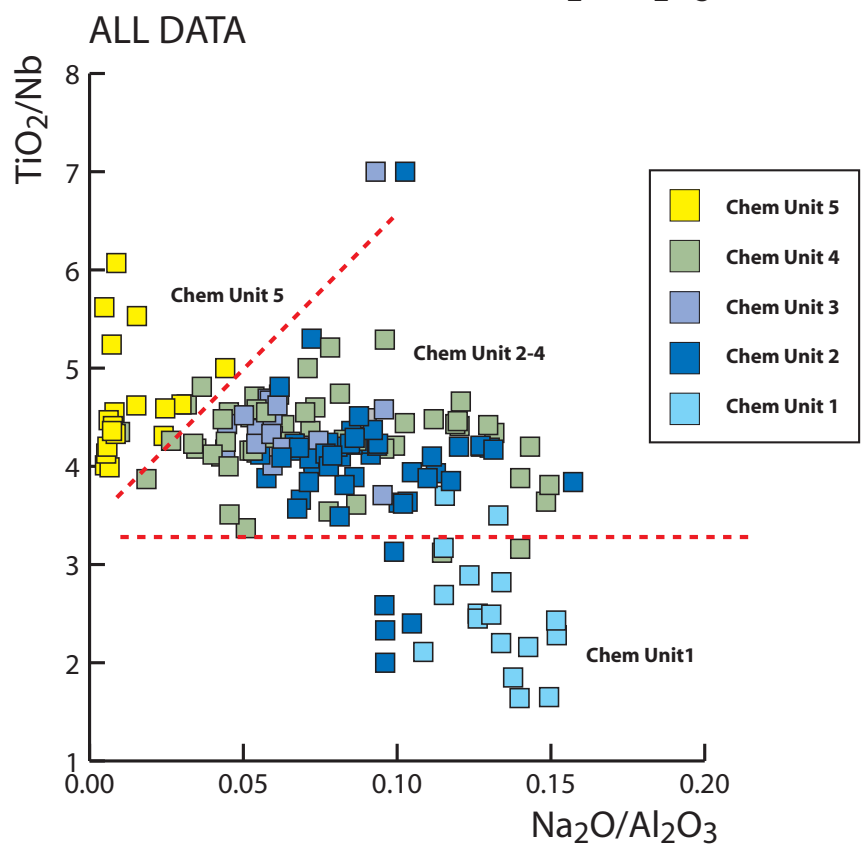 ALL DATA
TiO₂/Nb
8
7
6
5
4
3
2
1
0.00 0.05 0.10 0.15 0.20
Na₂O/Al₂O₃
Chem Unit 5
Chem Unit 2-4
Chem Unit1
Chem Unit 5
Chem Unit 4
Chem Unit 3
Chem Unit 2
Chem Unit 1